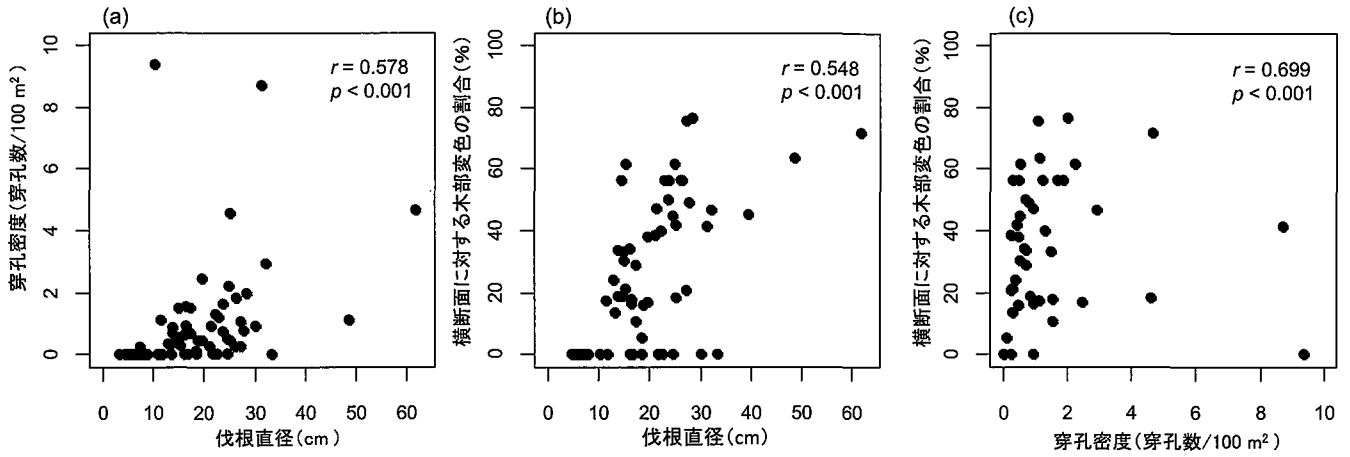 (a)
r = 0.578
p < 0.001
穿孔密度(穿孔数/100 m²)
10
8
6
4
2
0
0 10 20 30 40 50 60
伐根直径(cm)
(b)
r = 0.548
p < 0.001
横断面に対する木部変色の割合(%)
100
80
60
40
20
0
0 10 20 30 40 50 60
伐根直径(cm)
(c)
r = 0.699
p < 0.001
横断面に対する木部変色の割合(%)
100
80
60
40
20
0
0 2 4 6 8 10
穿孔密度(穿孔数/100 m²)